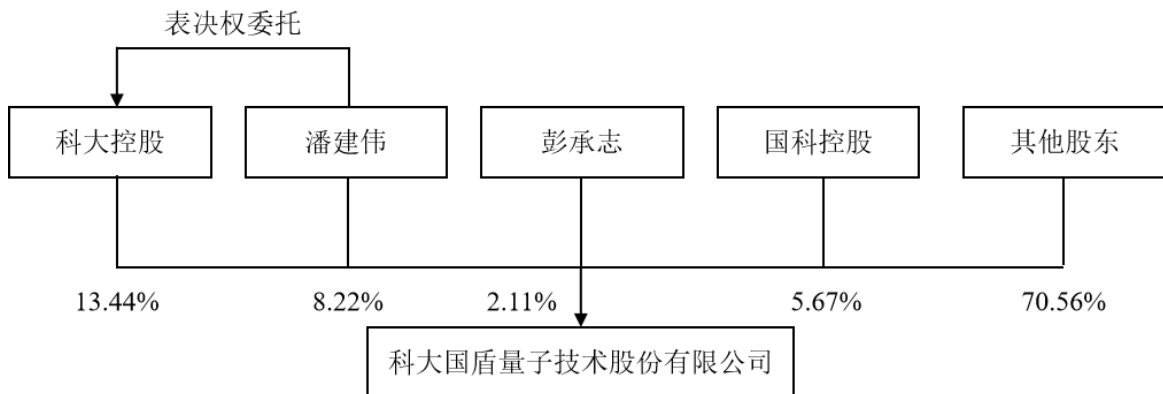 表决权委托
科大控股
潘建伟
彭承志
国科控股
其他股东
13.44%
8.22%
2.11%
5.67%
70.56%
科大国盾量子技术股份有限公司